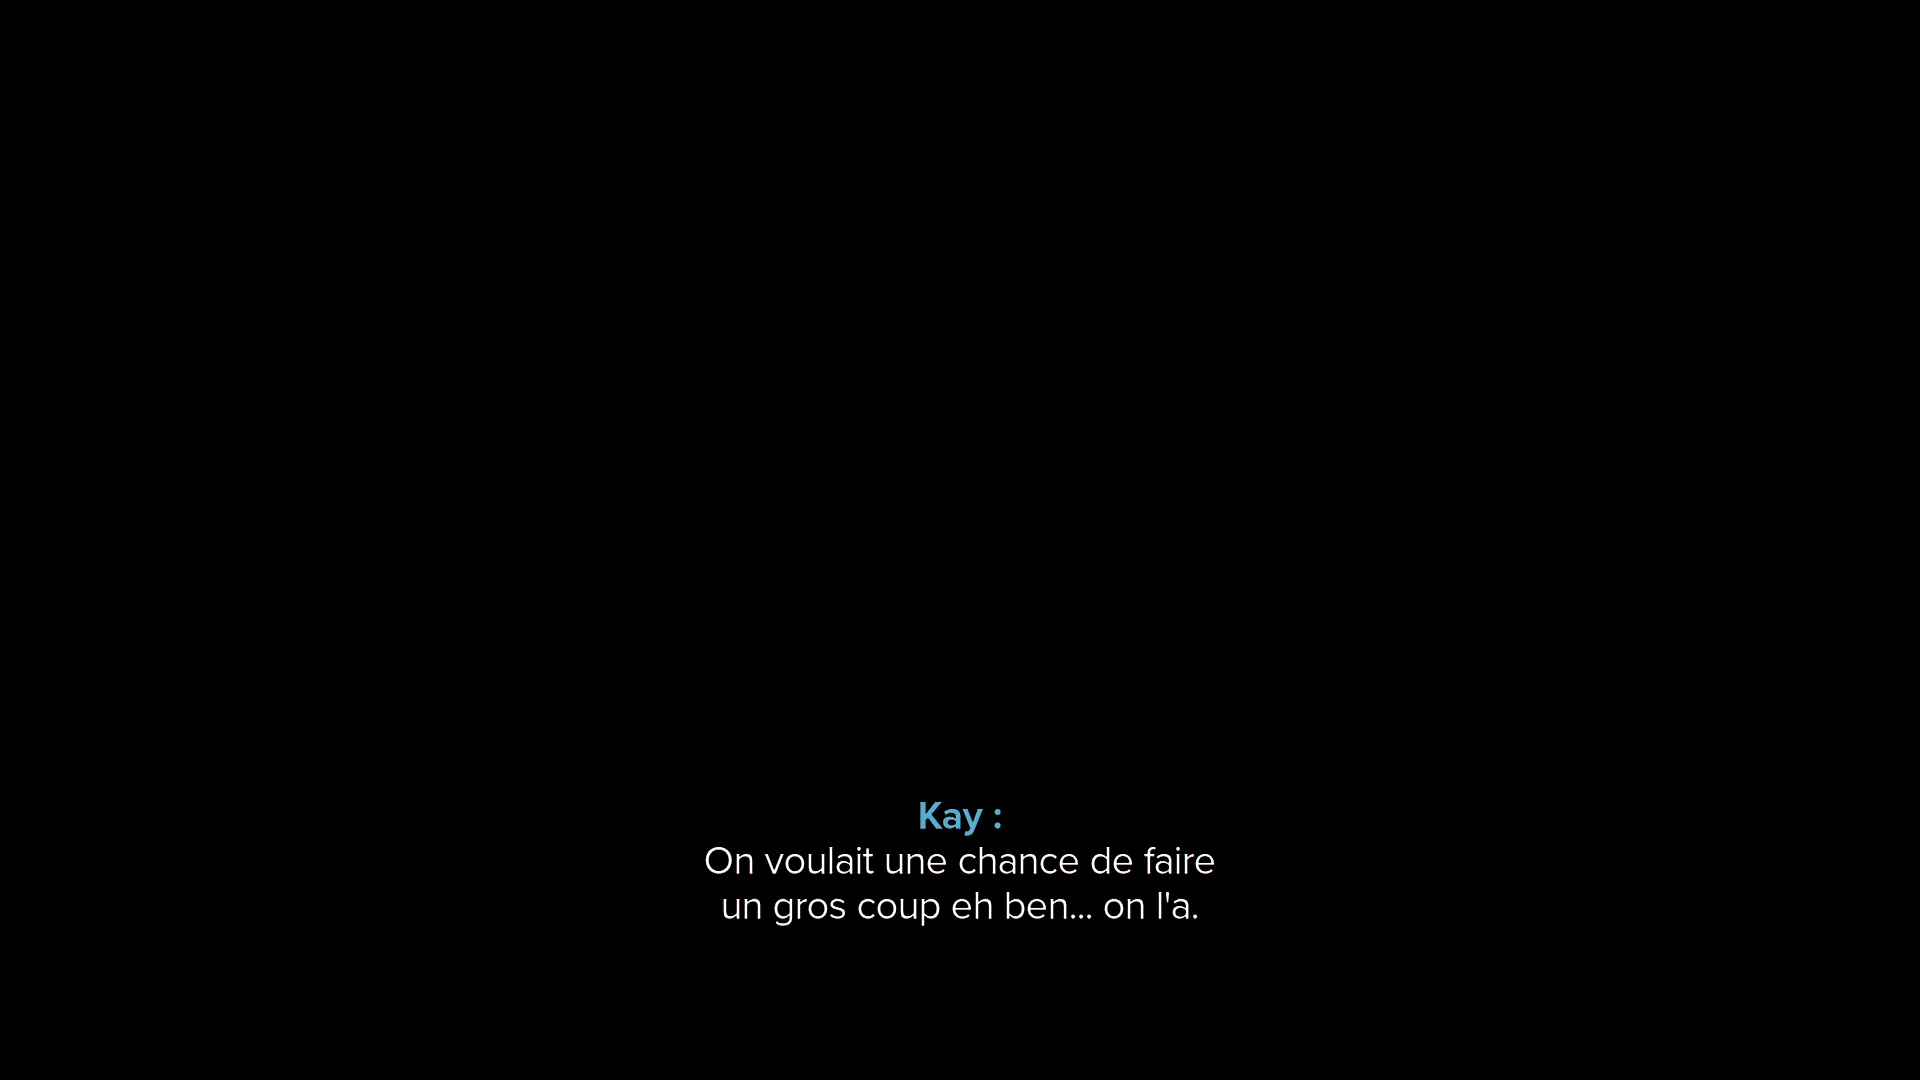 Kay :
On voulait une chance de faire
un gros coup eh ben... on l'a.